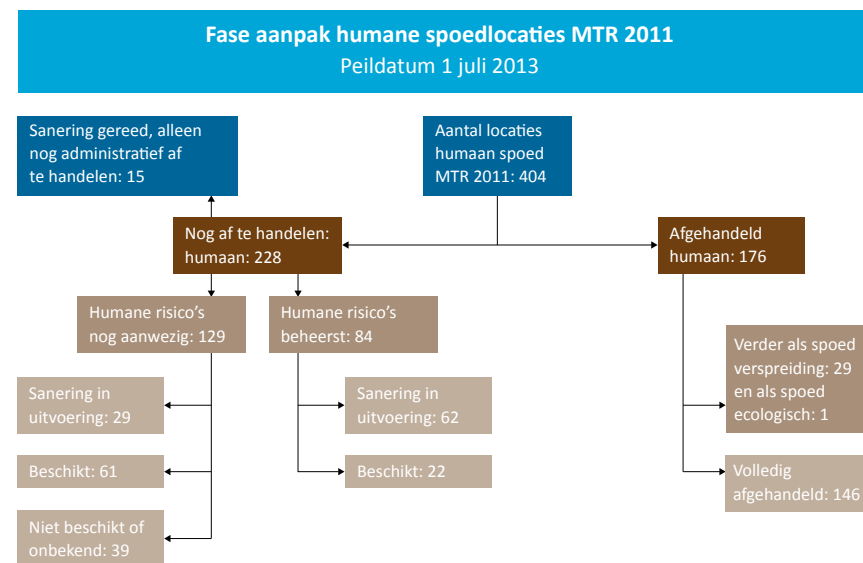 Fase aanpak humane spoedlocaties MTR 2011
Peildatum 1 juli 2013
Sanering gereed, alleen
nog administratief af
te handelen: 15
Aantal locaties
humaan spoed
MTR 2011: 404
Nog af te handelen:
humaan: 228
Afgehandeld
humaan: 176
Humane risico’s
nog aanwezig: 129
Humane risico’s
beheerst: 84
Verder als spoed
verspreiding: 29
en als spoed
ecologisch: 1
Sanering in
uitvoering: 29
Sanering in
uitvoering: 62
Beschikt: 61
Beschikt: 22
Volledig
afgehandeld: 146
Niet beschikt of
onbekend: 39